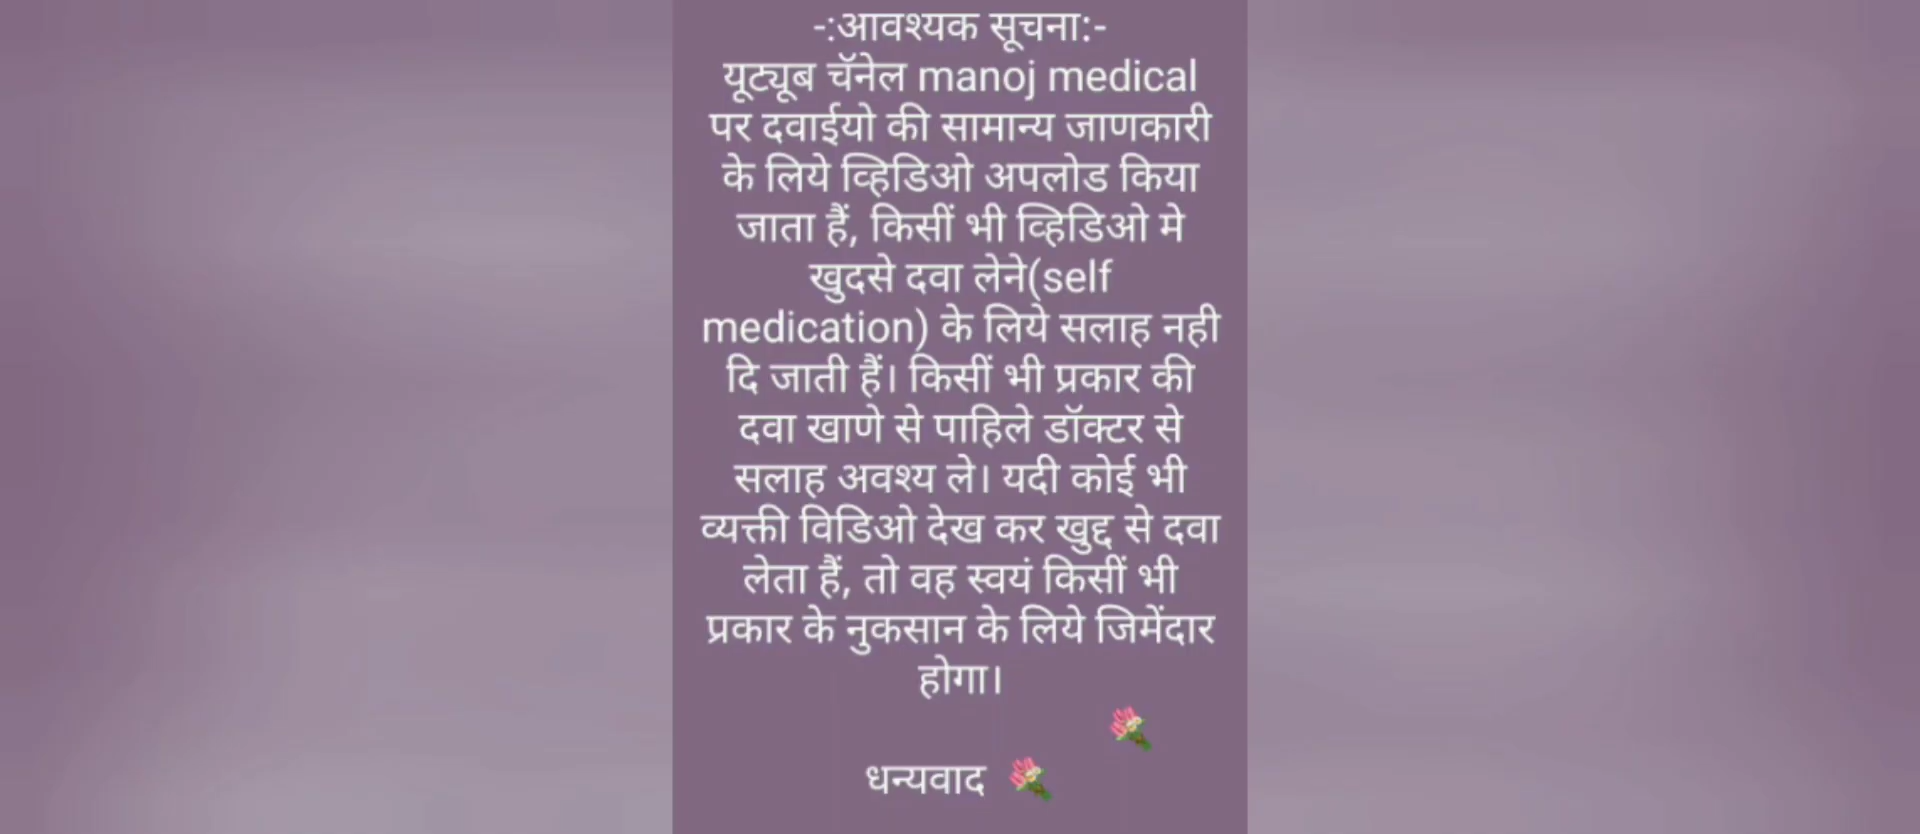 -:आवश्यक सूचना:-
यूट्यूब चॅनेल manoj medical
पर दवाईयो की सामान्य जाणकारी
के लिये व्हिडिओ अपलोड किया
जाता हैं, किसीं भी व्हिडिओ मे
खुदसे दवा लेने(self
medication) के लिये सलाह नही
दि जाती हैं। किसीं भी प्रकार की
दवा खाणे से पाहिले डॉक्टर से
सलाह अवश्य ले। यदी कोई भी
व्यक्ती विडिओ देख कर खुद्द से दवा
लेता हैं, तो वह स्वयं किसीं भी
प्रकार के नुकसान के लिये जिमेंदार
होगा।
धन्यवाद